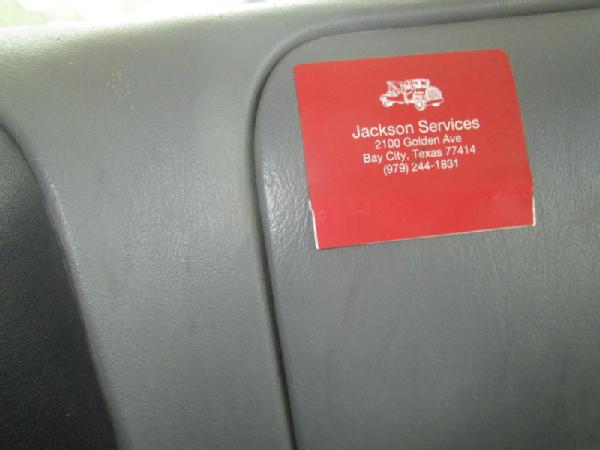 Jackson Services
2100 Golden Ave
Bay City, Texas 77414
(979) 244-1831